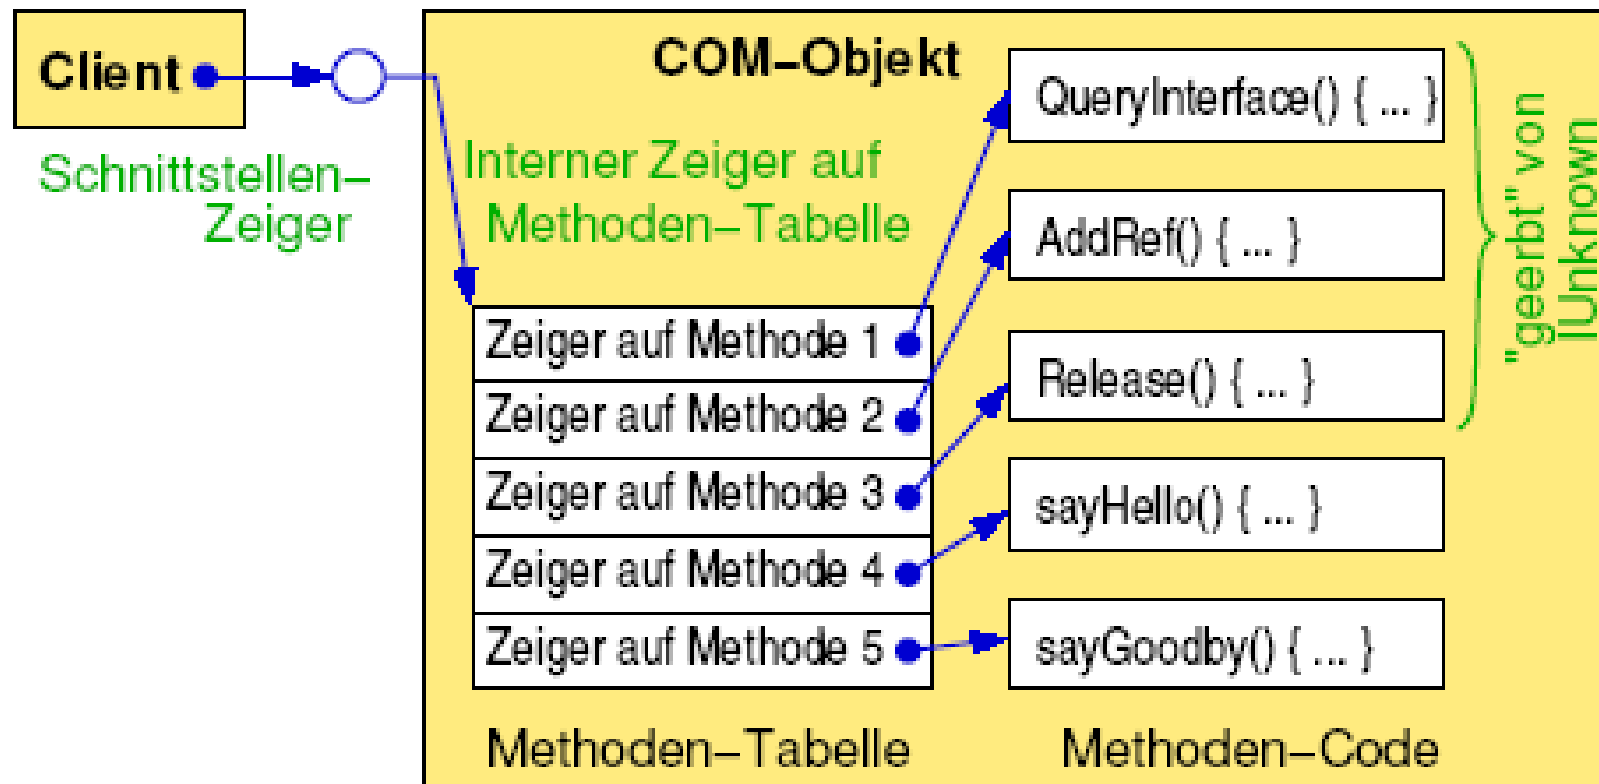 Client
Schnittstellen–
Zeiger
COM–Objekt
Interner Zeiger auf
Methoden–Tabelle
Zeiger auf Methode 1
Zeiger auf Methode 2
Zeiger auf Methode 3
Zeiger auf Methode 4
Zeiger auf Methode 5
Methoden–Tabelle
QueryInterface() { ... }
AddRef() { ... }
Release() { ... }
sayHello() { ... }
sayGoodby() { ... }
Methoden–Code
"geerbt" von
IUnknown